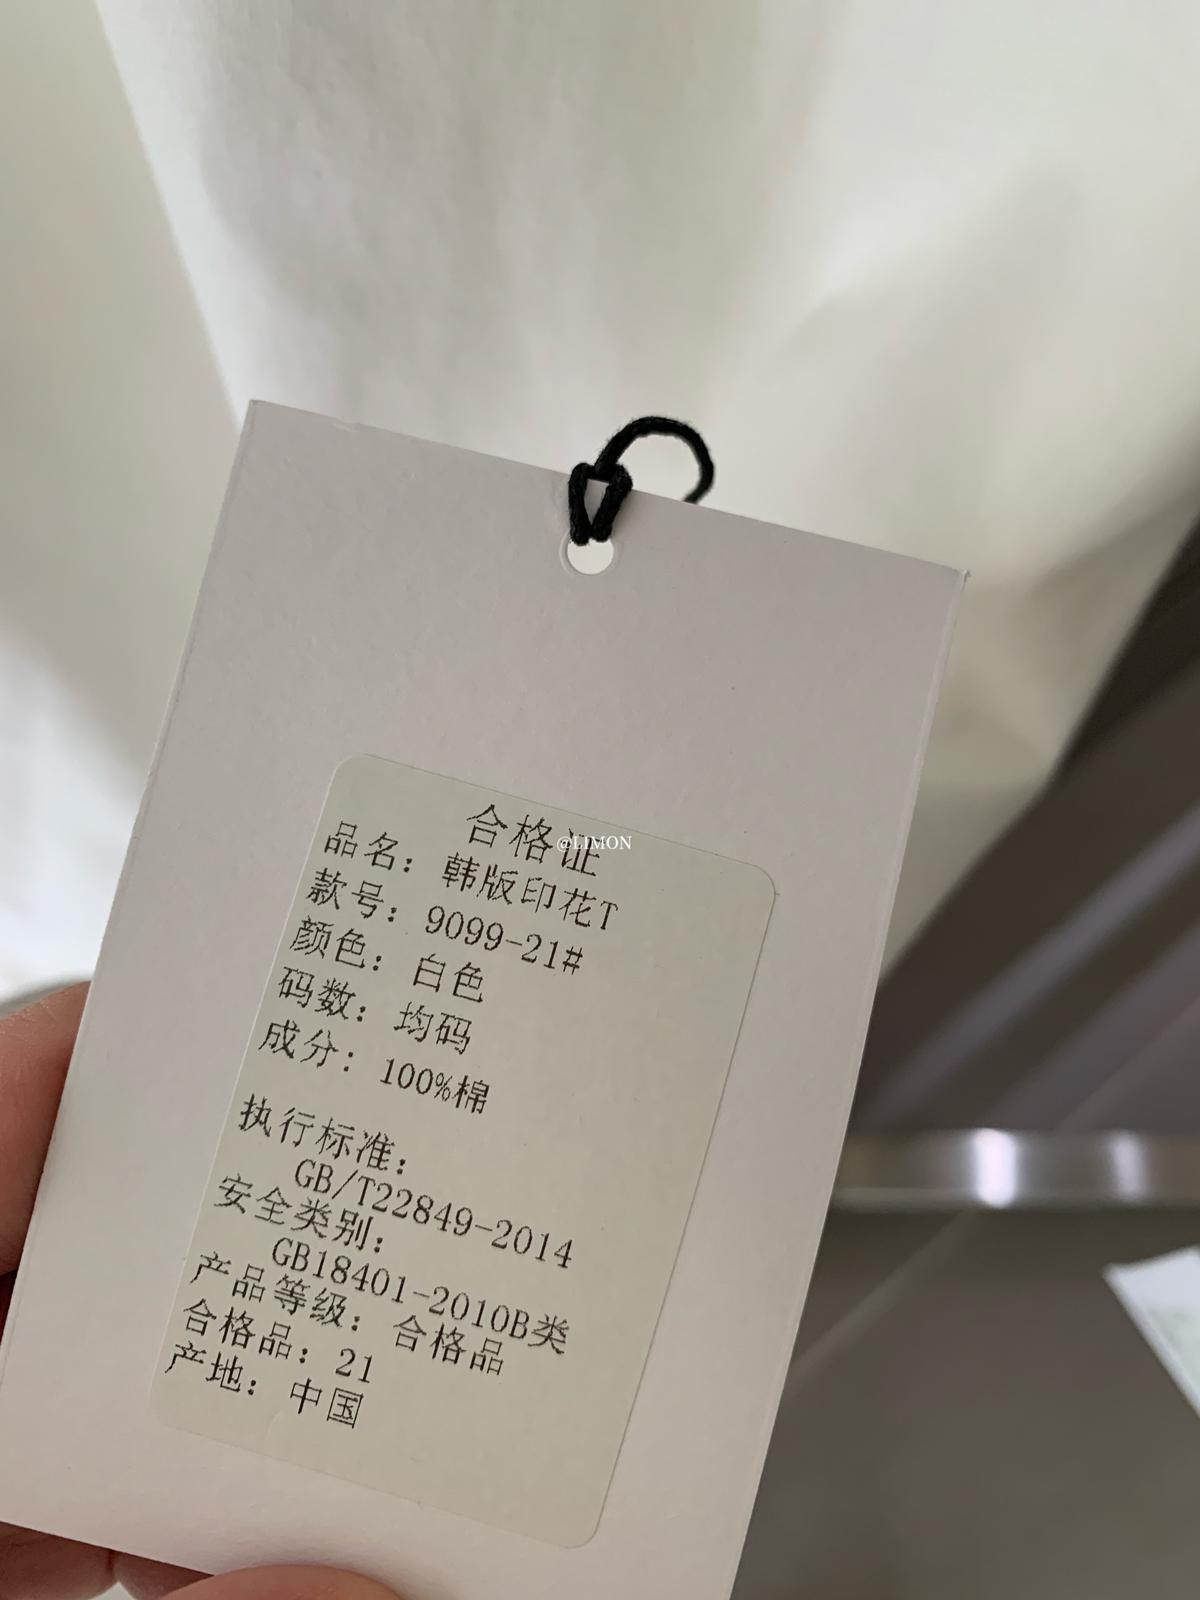 合格证
@LIMON
品名：韩版印花T
款号：9099-21#
颜色：白色
码数：均码
成分：100%棉
执行标准：
GB/T22849-2014
安全类别：
GB18401-2010B类
产品等级：合格品
合格品：21
产地：中国